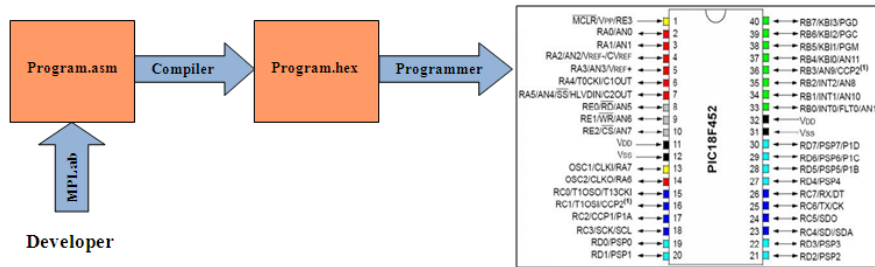 Program.asm
Compiler
Program.hex
Programmer
MPLab
Developer
MCLR/VPP/RE3
RA0/AN0
RA1/AN1
RA2/AN2/VREF-/CVREF
RA3/AN3/VREF+
RA4/T0CKI/C1OUT
RA5/AN4/SS/HLVDIN/C2OUT
RE0/RD/AN5
RE1/WR/AN6
RE2/CS/AN7
VDD
VSS
OSC1/CLKI/RA7
OSC2/CLKO/RA6
RC0/T1OSO/T13CKI
RC1/T1OSI/CCP2(1)
RC2/CCP1/P1A
RC3/SCK/SCL
RD0/PSP0
RD1/PSP1
1
2
3
4
5
6
7
8
9
10
11
12
13
14
15
16
17
18
19
20
PIC18F452
40
39
38
37
36
35
34
33
32
31
30
29
28
27
26
25
24
23
22
21
RB7/KBI3/PGD
RB6/KBI2/PGC
RB5/KBI1/PGM
RB4/KBI0/AN11
RB3/AN9/CCP2(1)
RB2/INT2/AN8
RB1/INT1/AN10
RB0/INT0/FLT0/AN1
VDD
VSS
RD7/PSP7/P1D
RD6/PSP6/P1C
RD5/PSP5/P1B
RD4/PSP4
RC7/RX/DT
RC6/TX/CK
RC5/SDO
RC4/SDI/SDA
RD3/PSP3
RD2/PSP2